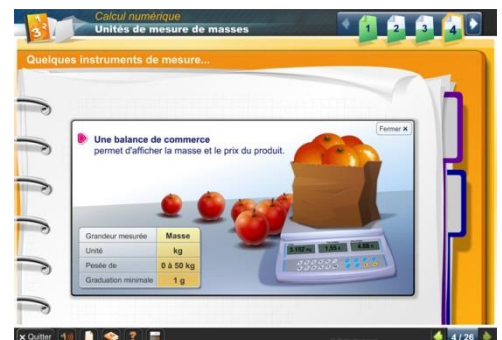 Calcul numérique
Unités de mesure de masses
1 2 3 4
Quelques instruments de mesure...
Fermer ×
Une balance de commerce
permet d'afficher la masse et le prix du produit.
Grandeur mesurée Masse
Unité kg
Pesée de 0 à 50 kg
Graduation minimale 1 g
× Quitter
4 / 26